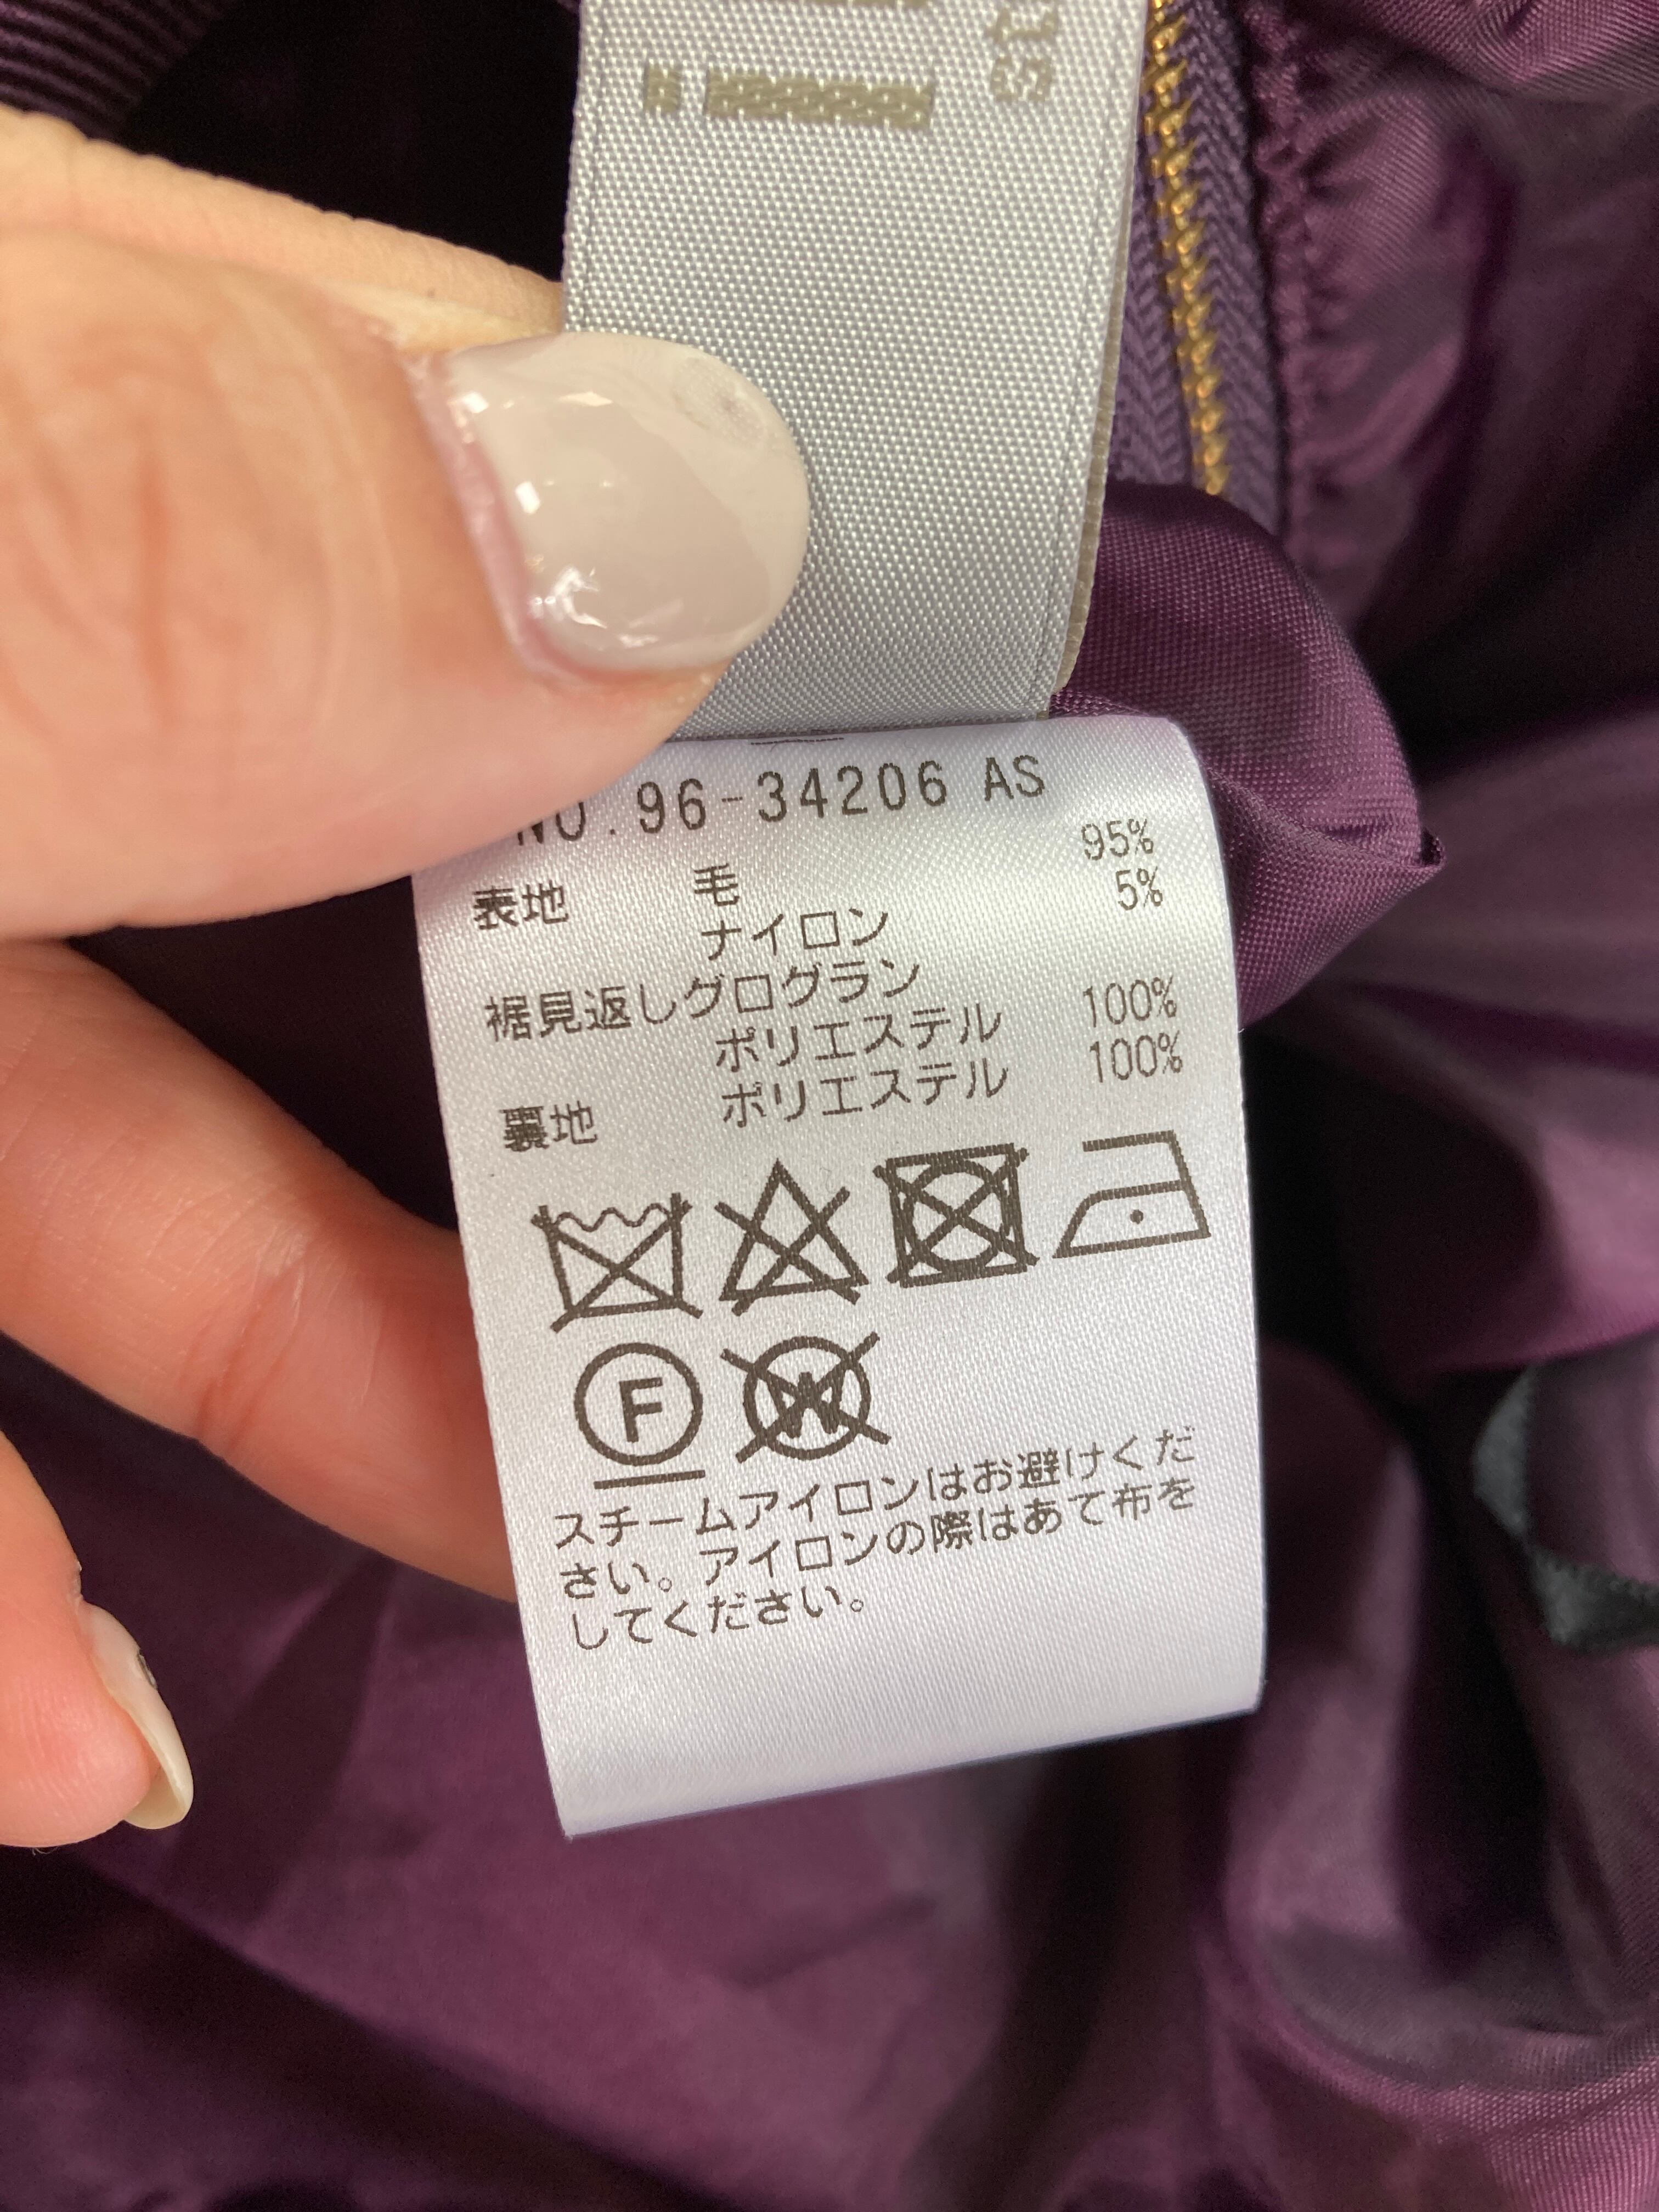 NO.96-34206 AS
表地 毛 95%
ナイロン 5%
裾見返しグログラン
ポリエステル 100%
裏地 ポリエステル 100%
F W
スチームアイロンはお避けくだ
さい。アイロンの際はあて布を
してください。